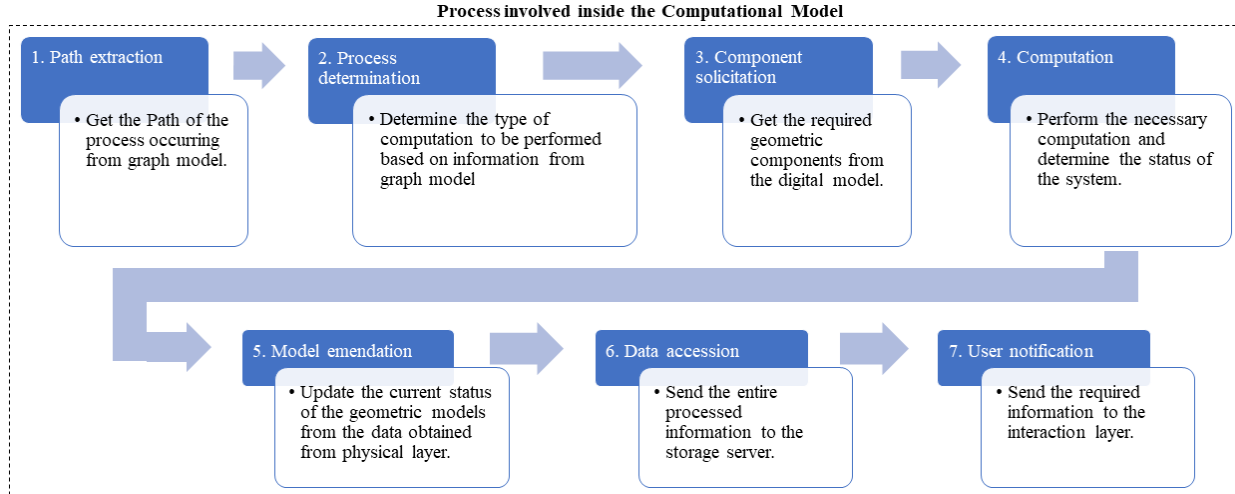 Process involved inside the Computational Model
1. Path extraction
• Get the Path of the
process occurring
from graph model.
2. Process
determination
• Determine the type of
computation to be performed
based on information from
graph model
3. Component
solicitation
• Get the required
geometric
components from
the digital model.
4. Computation
• Perform the necessary
computation and
determine the status of
the system.
5. Model emendation
• Update the current status
of the geometric models
from the data obtained
from physical layer.
6. Data accession
• Send the entire
processed
information to the
storage server.
7. User notification
• Send the required
information to the
interaction layer.